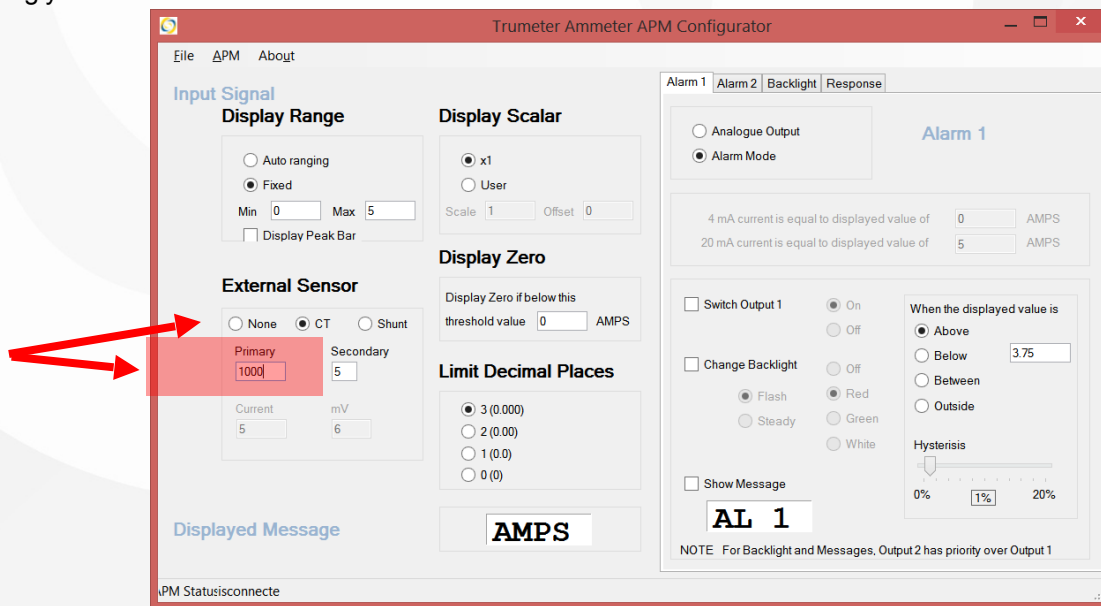 Trumeter Ammeter APM Configurator
File APM About
Input Signal
Display Range
Auto ranging
Fixed
Min 0 Max 5
Display Peak Bar
External Sensor
None CT Shunt
Primary Secondary
1000 5
Current mV
5 6
Display Scalar
x1
User
Scale 1 Offset 0
Display Zero
Display Zero if below this
threshold value 0 AMPS
Limit Decimal Places
3 (0.000)
2 (0.00)
1 (0.0)
0 (0)
Displayed Message
AMPS
Alarm 1 Alarm 2 Backlight Response
Analogue Output
Alarm Mode
Alarm 1
4 mA current is equal to displayed value of 0 AMPS
20 mA current is equal to displayed value of 5 AMPS
Switch Output 1
On
Off
Change Backlight
Flash
Steady
Off
Red
Green
White
Show Message
AL 1
When the displayed value is
Above
Below 3.75
Between
Outside
Hysterisis
0% 1% 20%
NOTE For Backlight and Messages, Output 2 has priority over Output 1
APM Statusisconnecte